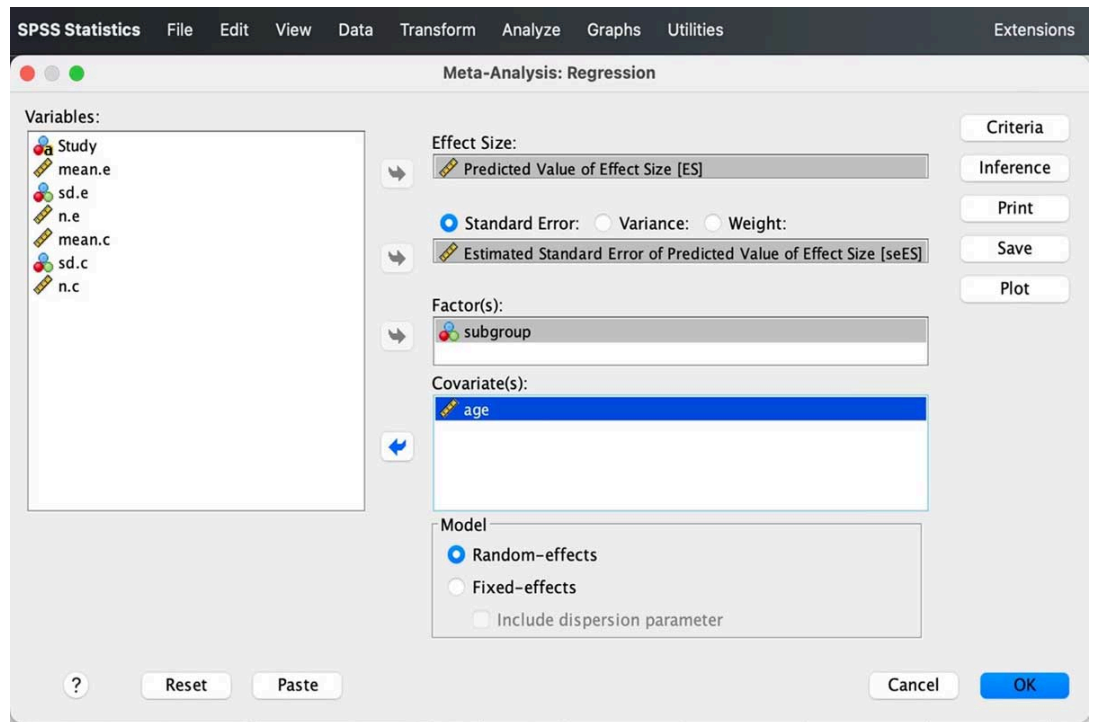 SPSS Statistics File Edit View Data Transform Analyze Graphs Utilities Extensions
Meta-Analysis: Regression
Variables:
Study
mean.e
sd.e
n.e
mean.c
sd.c
n.c
Effect Size:
Predicted Value of Effect Size [ES]
Standard Error: Variance: Weight:
Estimated Standard Error of Predicted Value of Effect Size [seES]
Factor(s):
subgroup
Covariate(s):
age
Model
Random-effects
Fixed-effects
Include dispersion parameter
Criteria
Inference
Print
Save
Plot
? Reset Paste Cancel OK